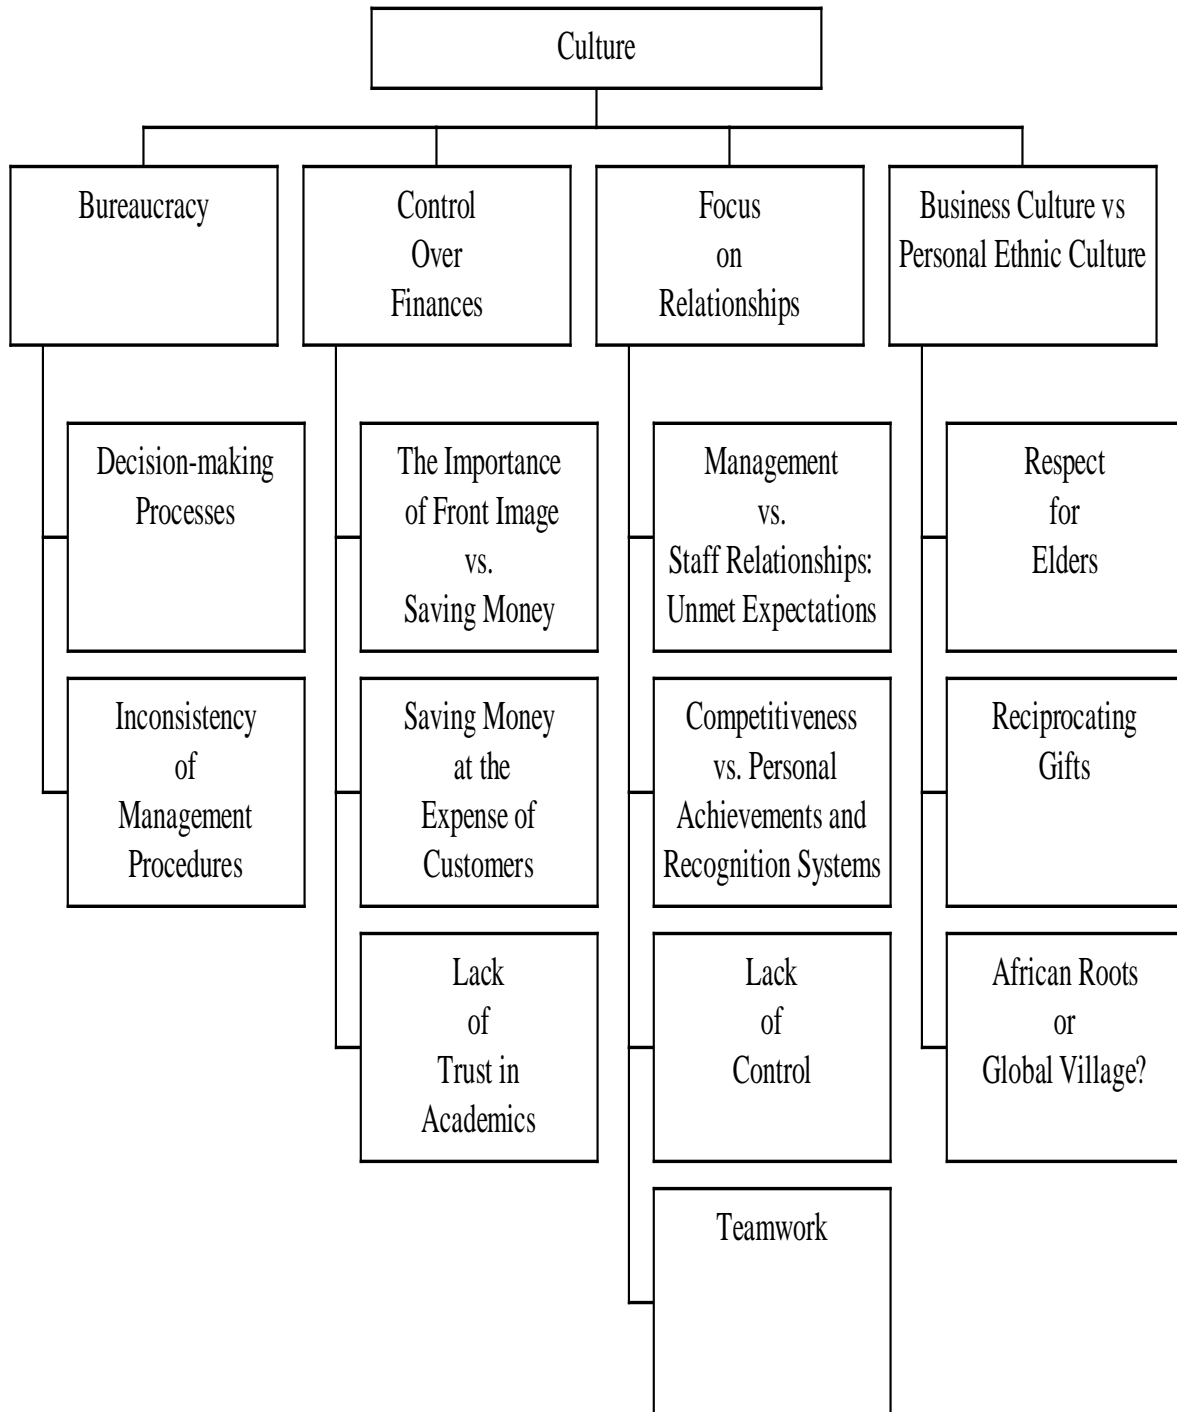 Culture
Bureaucracy
Control
Over
Finances
Focus
on
Relationships
Business Culture vs
Personal Ethnic Culture
Decision-making
Processes
Inconsistency
of
Management
Procedures
The Importance
of Front Image
vs.
Saving Money
Saving Money
at the
Expense of
Customers
Lack
of
Trust in
Academics
Management
vs.
Staff Relationships:
Unmet Expectations
Competitiveness
vs. Personal
Achievements and
Recognition Systems
Lack
of
Control
Teamwork
Respect
for
Elders
Reciprocating
Gifts
African Roots
or
Global Village?